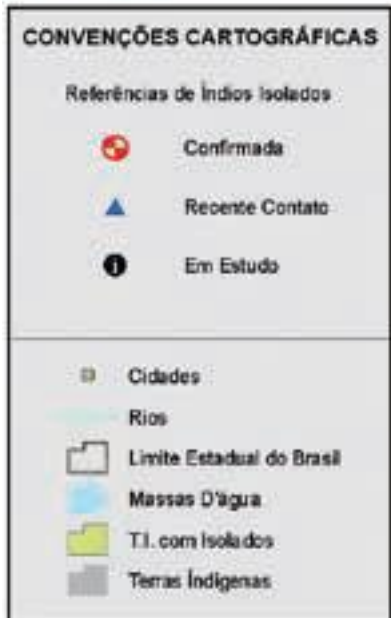 CONVENÇÕES CARTOGRÁFICAS
Referências de Índios Isolados
Confirmada
Recente Contato
i Em Estudo
Cidades
Rios
Limite Estadual do Brasil
Massas D'água
T.I. com Isolados
Terras Índigenas